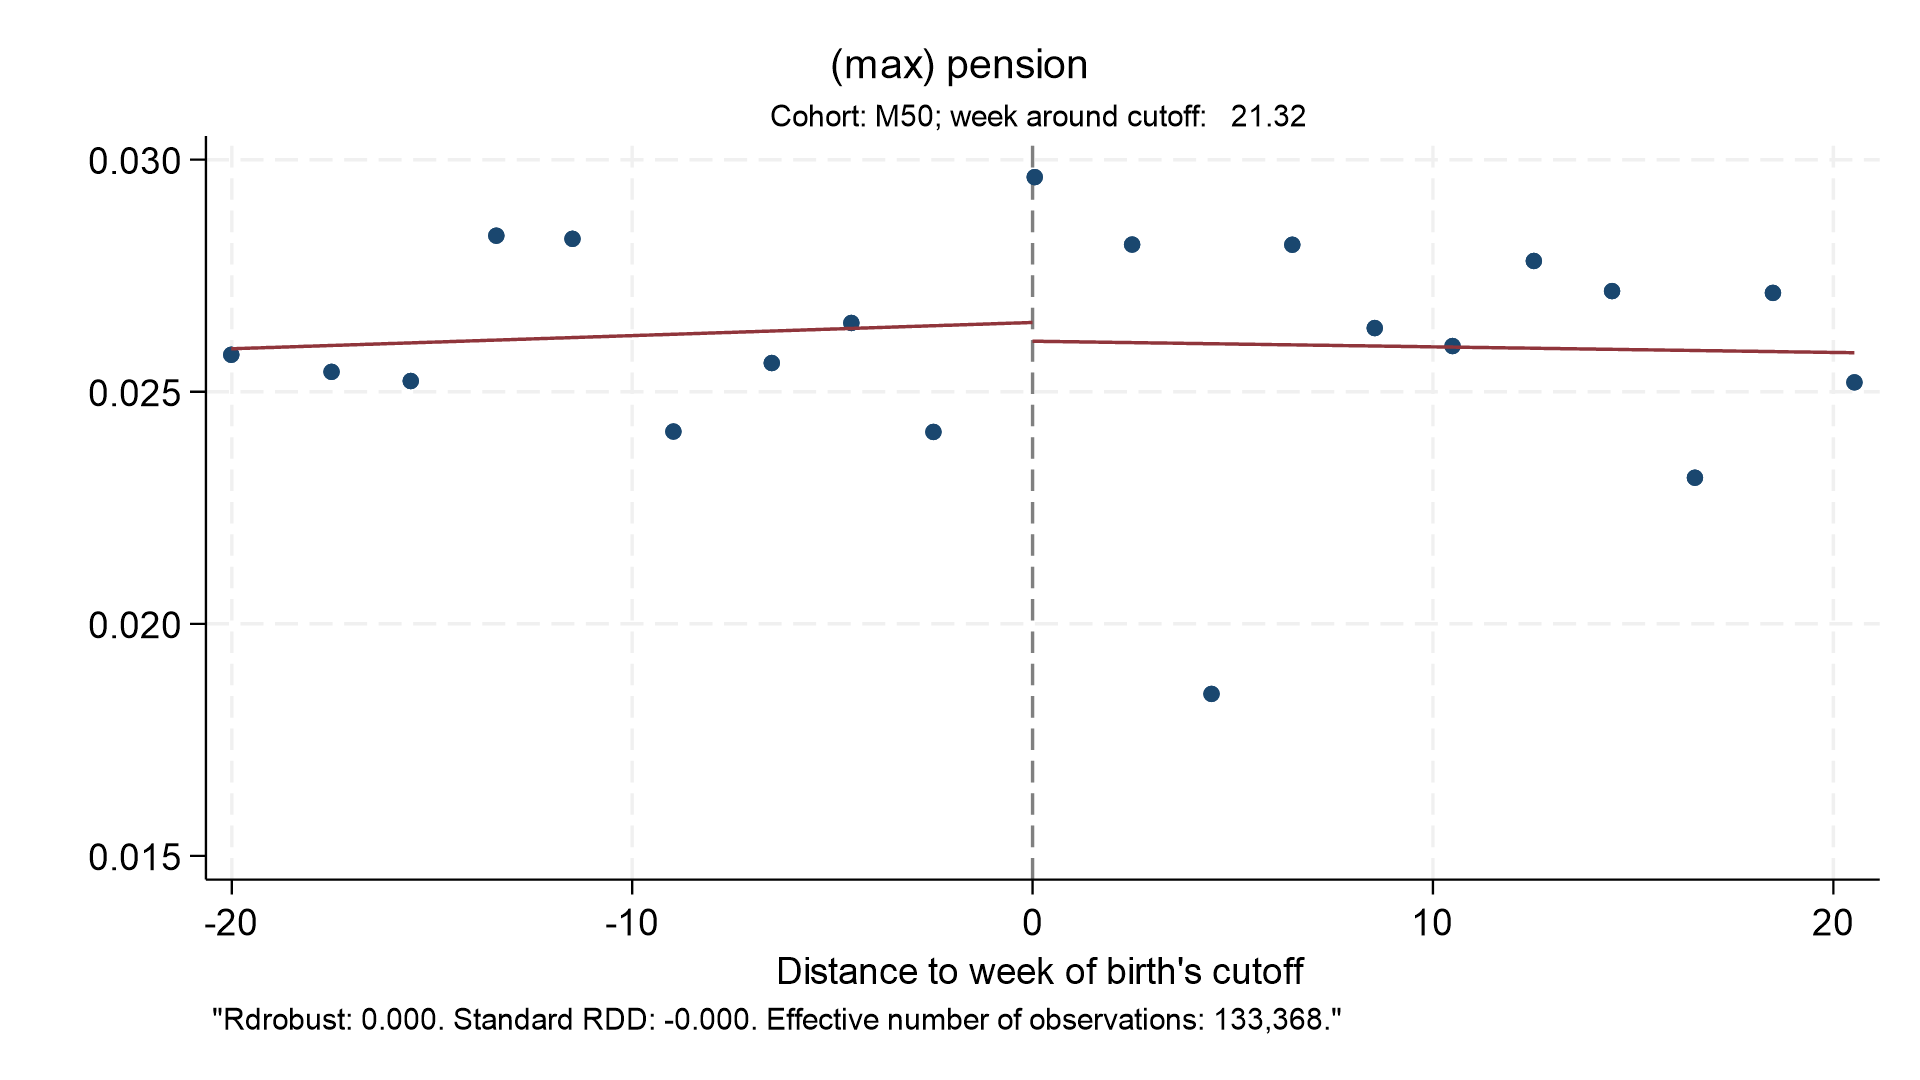 (max) pension
Cohort: M50; week around cutoff: 21.32
0.030
0.025
0.020
0.015
-20 -10 0 10 20
Distance to week of birth's cutoff
"Rdrobust: 0.000. Standard RDD: -0.000. Effective number of observations: 133,368."